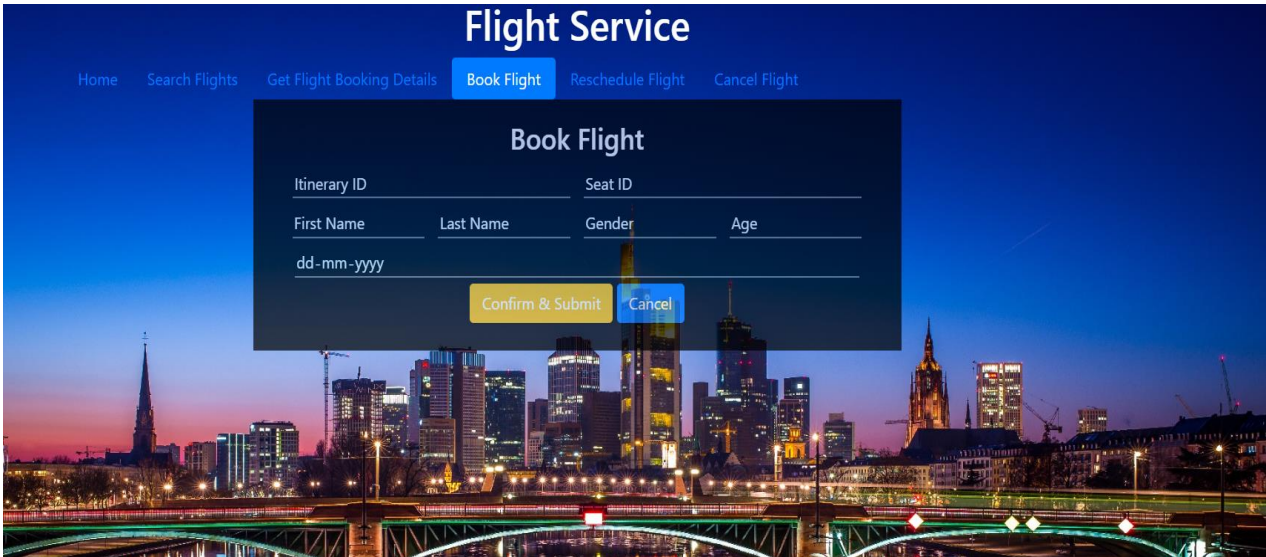 Flight Service
Home Search Flights Get Flight Booking Details Book Flight Reschedule Flight Cancel Flight
Book Flight
Itinerary ID Seat ID
First Name Last Name Gender Age
dd-mm-yyyy
Confirm & Submit Cancel